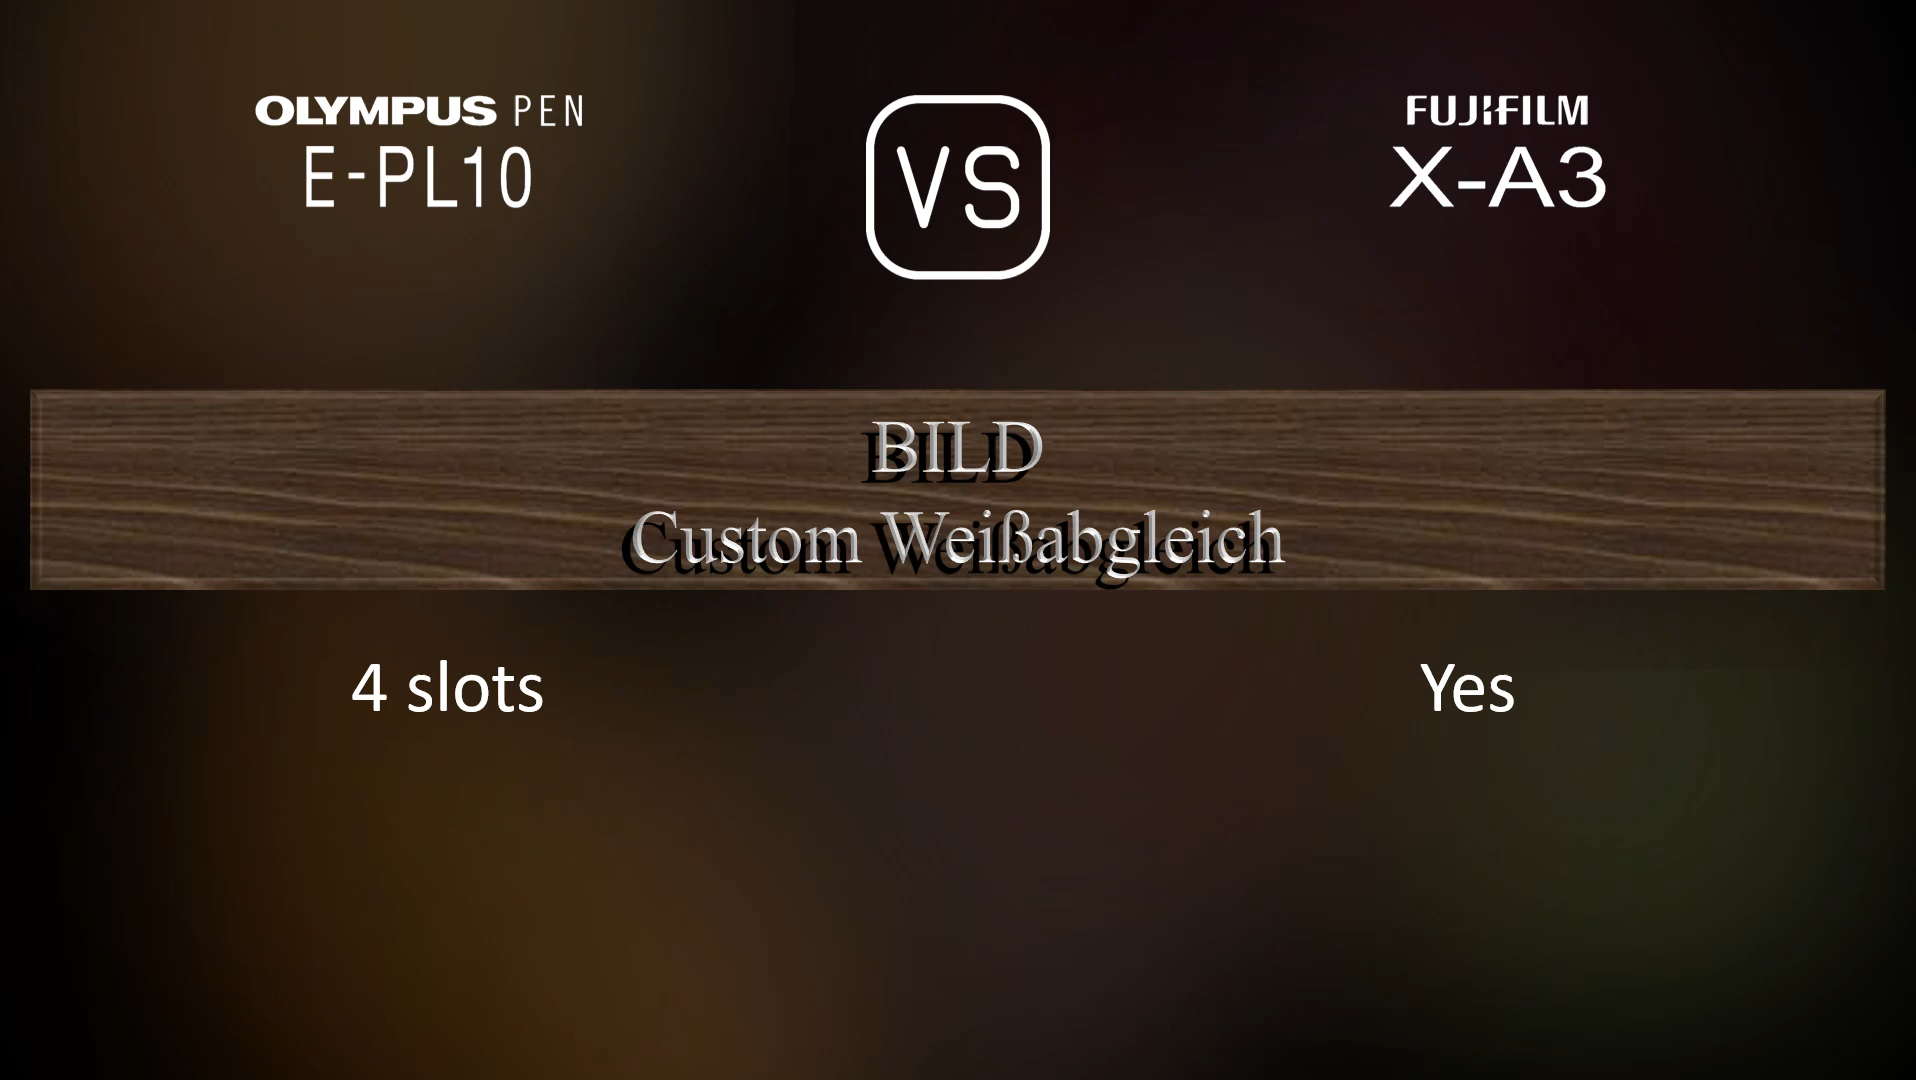 OLYMPUS PEN
E-PL10
VS
FUJIFILM
X-A3
BILD
Custom Weißabgleich
4 slots
Yes